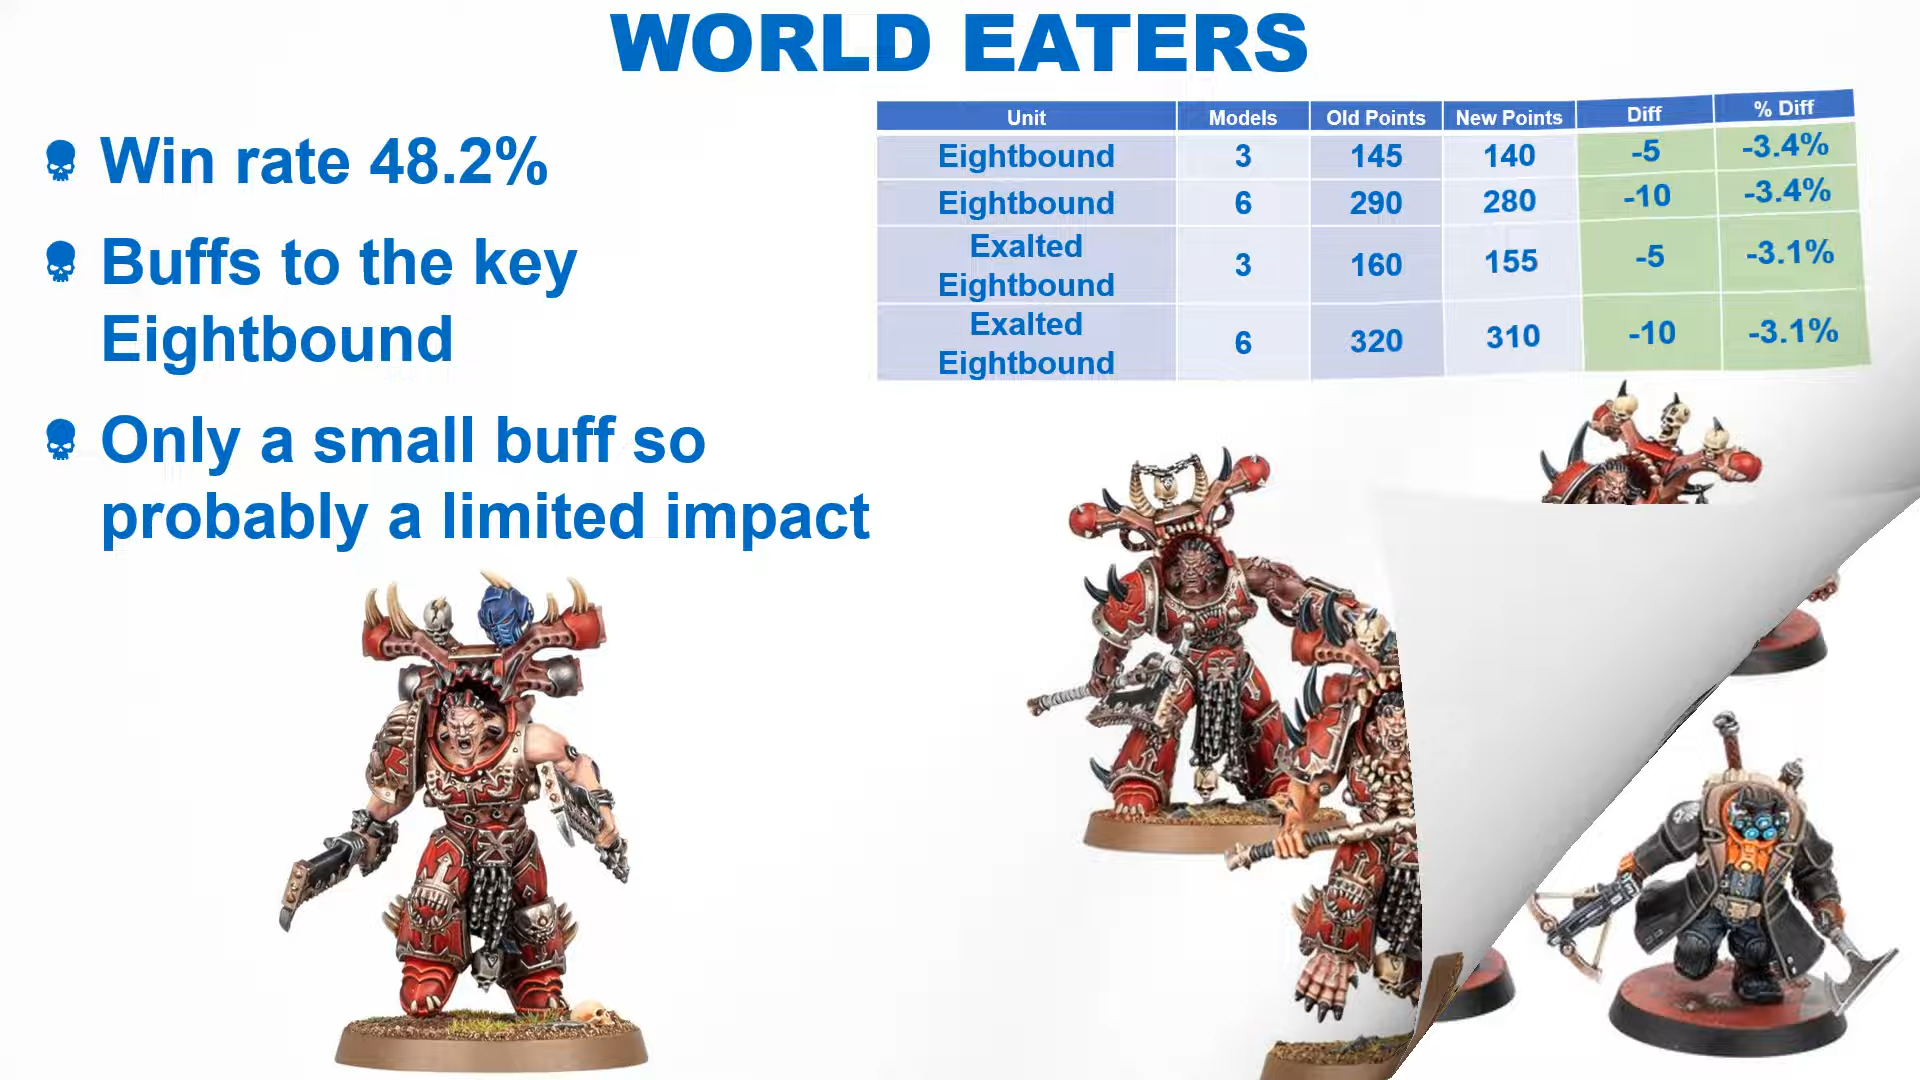 WORLD EATERS
Win rate 48.2%
Buffs to the key
Eightbound
Only a small buff so
probably a limited impact
Unit Models Old Points New Points Diff % Diff
Eightbound 3 145 140 -5 -3.4%
Eightbound 6 290 280 -10 -3.4%
Exalted
Eightbound 3 160 155 -5 -3.1%
Exalted
Eightbound 6 320 310 -10 -3.1%